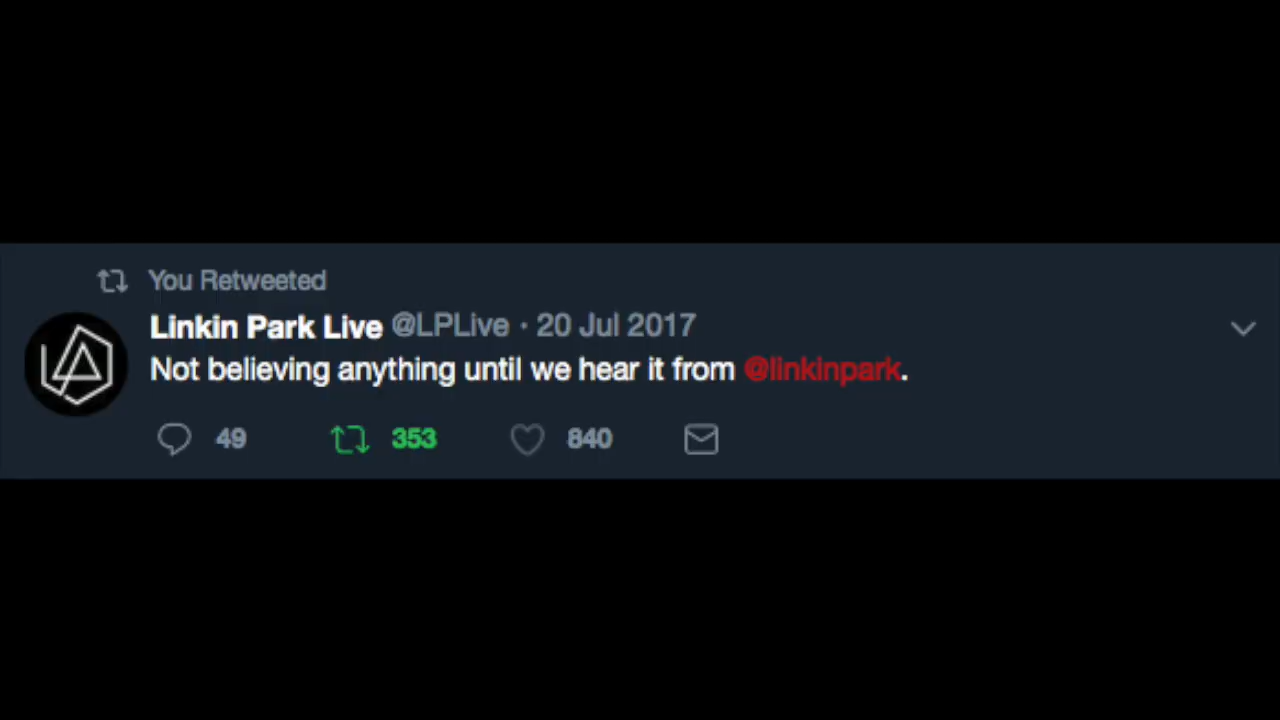 You Retweeted
Linkin Park Live @LPLive · 20 Jul 2017
Not believing anything until we hear it from @linkinpark.
49 353 840